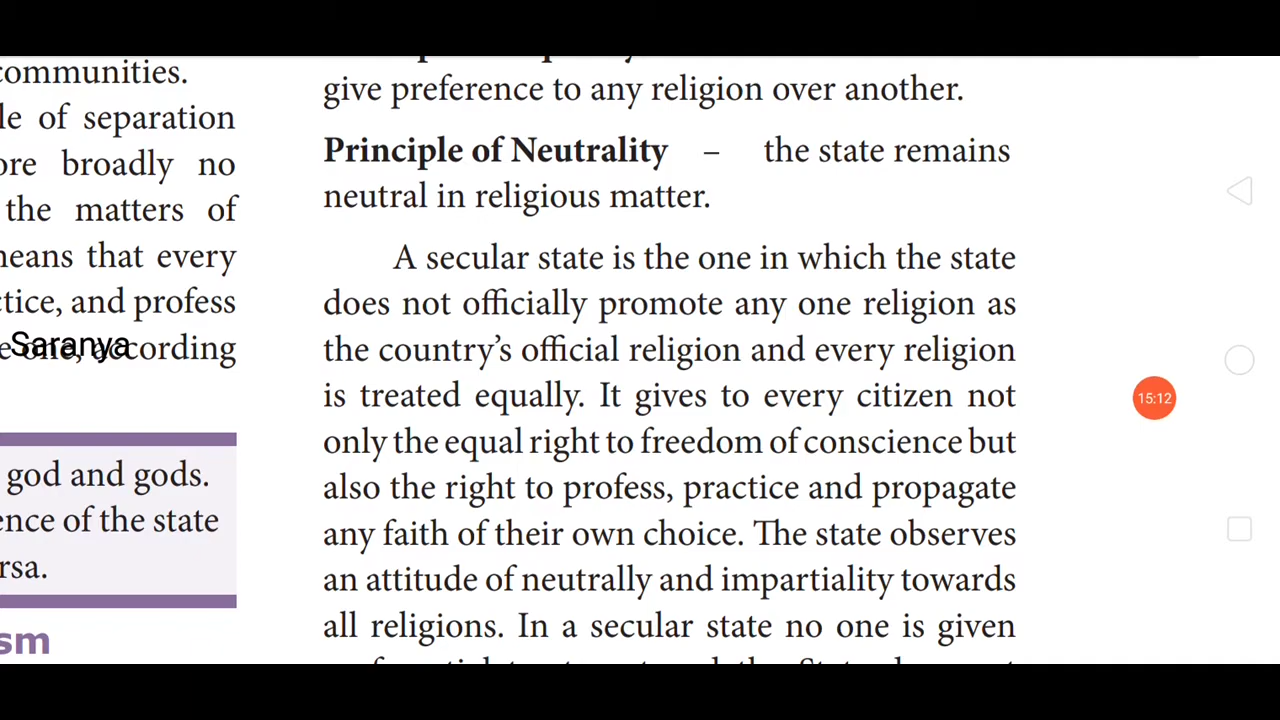 communities.
le of separation
ore broadly no
the matters of
means that every
ctice, and profess
e one, according
Saranya
god and gods.
ence of the state
rsa.
sm
give preference to any religion over another.
Principle of Neutrality – the state remains
neutral in religious matter.
A secular state is the one in which the state
does not officially promote any one religion as
the country's official religion and every religion
is treated equally. It gives to every citizen not
only the equal right to freedom of conscience but
also the right to profess, practice and propagate
any faith of their own choice. The state observes
an attitude of neutrally and impartiality towards
all religions. In a secular state no one is given
15:12